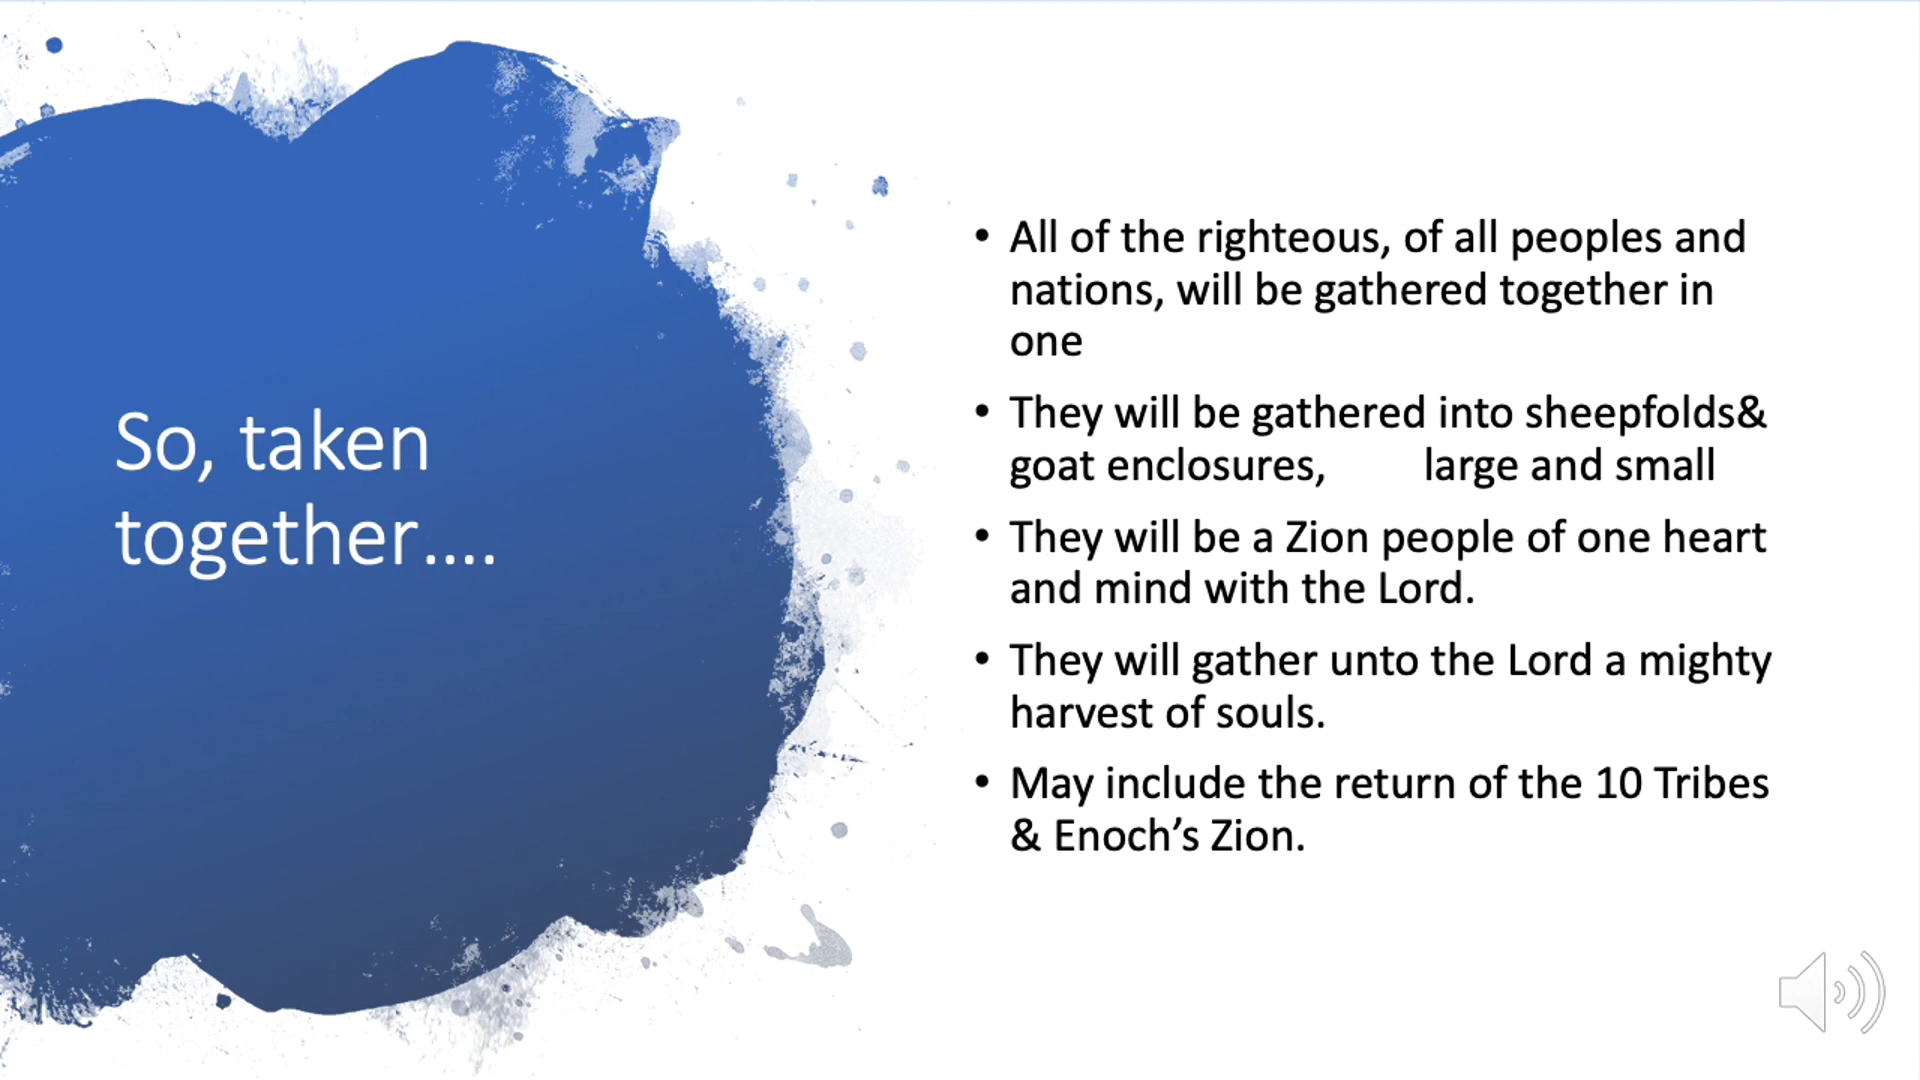 So, taken
together….
• All of the righteous, of all peoples and
nations, will be gathered together in
one
• They will be gathered into sheepfolds&
goat enclosures, large and small
• They will be a Zion people of one heart
and mind with the Lord.
• They will gather unto the Lord a mighty
harvest of souls.
• May include the return of the 10 Tribes
& Enoch’s Zion.